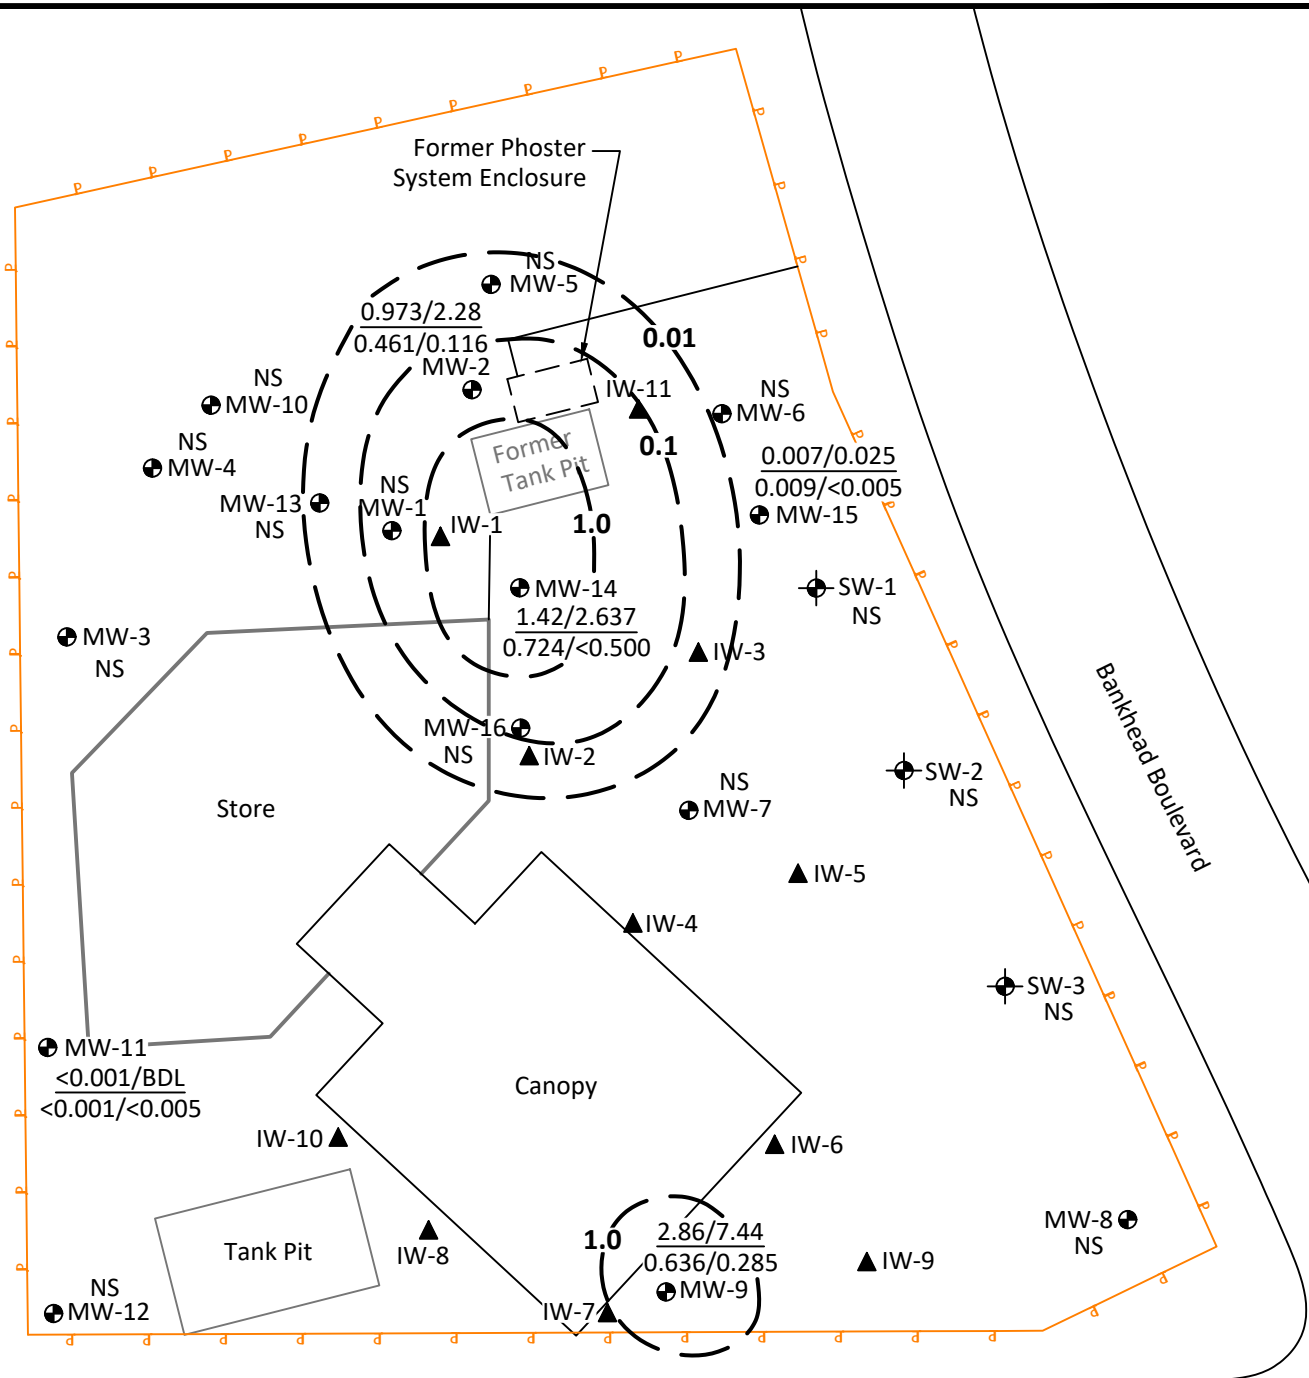 Former Phoster
System Enclosure
NS
MW-5
0.973/2.28
0.461/0.116
MW-2
0.01
IW-11
NS
MW-10
NS
MW-6
NS
MW-4
0.1
Former
Tank Pit
0.007/0.025
0.009/<0.005
MW-15
MW-13
NS
NS
MW-1
IW-1
1.0
MW-14
1.42/2.637
0.724/<0.500
SW-1
NS
MW-3
NS
IW-3
Bankhead Boulevard
MW-16
NS
IW-2
SW-2
NS
NS
MW-7
Store
IW-5
IW-4
SW-3
NS
MW-11
<0.001/BDL
<0.001/<0.005
Canopy
IW-10
IW-6
MW-8
NS
Tank Pit
IW-8
1.0
2.86/7.44
0.636/0.285
MW-9
IW-9
NS
MW-12
IW-7
P P P P P P P P P
P P P P P P P P P P P P P P P P P P
P P P P P P P P P P P P P P
P P P P P P P P P P P P P P P